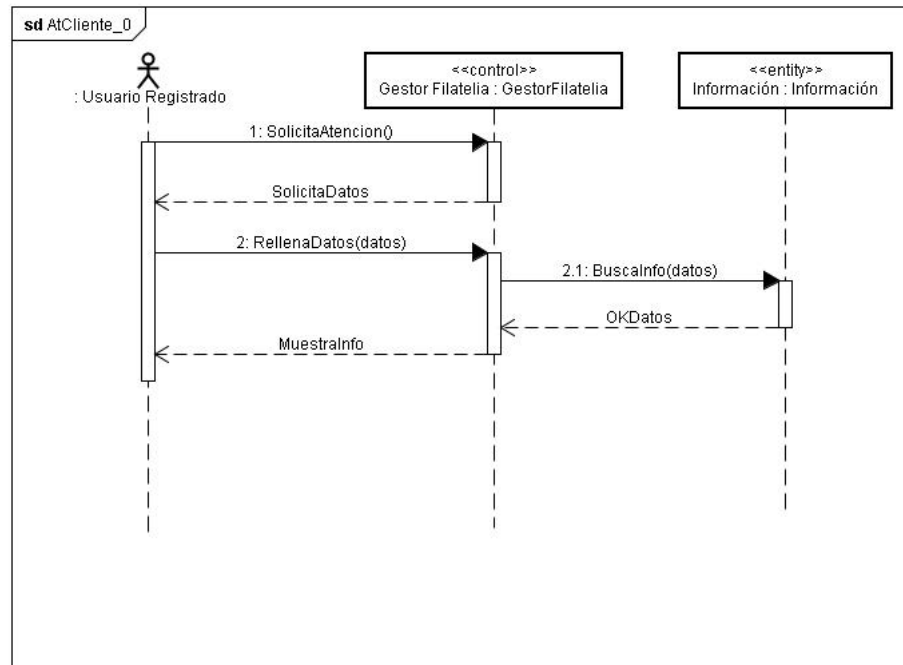 sd AtCliente_0
: Usuario Registrado
<<control>>
Gestor Filatelia : GestorFilatelia
<<entity>>
Información : Información
1: SolicitaAtencion()
SolicitaDatos
2: RellenaDatos(datos)
2.1: BuscaInfo(datos)
OKDatos
MuestraInfo